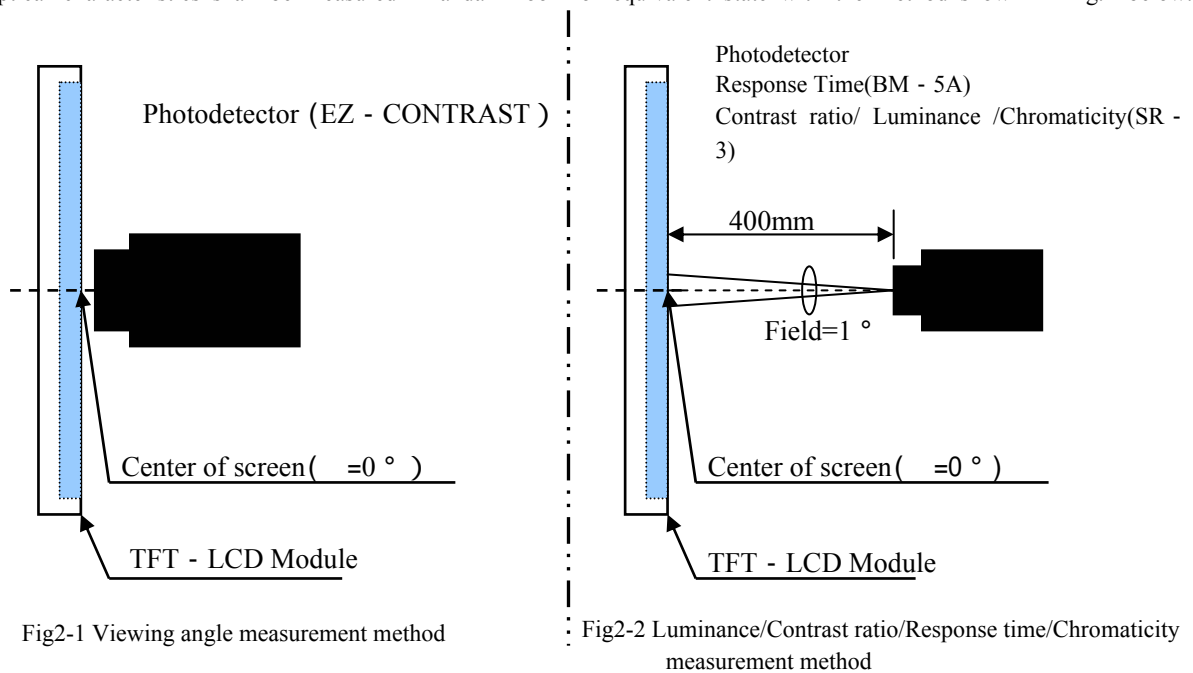 Photodetector (EZ - CONTRAST )
Center of screen( =0 ° )
TFT - LCD Module
Fig2-1 Viewing angle measurement method
Photodetector
Response Time(BM - 5A)
Contrast ratio/ Luminance /Chromaticity(SR -
3)
400mm
Field=1 °
Center of screen( =0 ° )
TFT - LCD Module
Fig2-2 Luminance/Contrast ratio/Response time/Chromaticity
measurement method